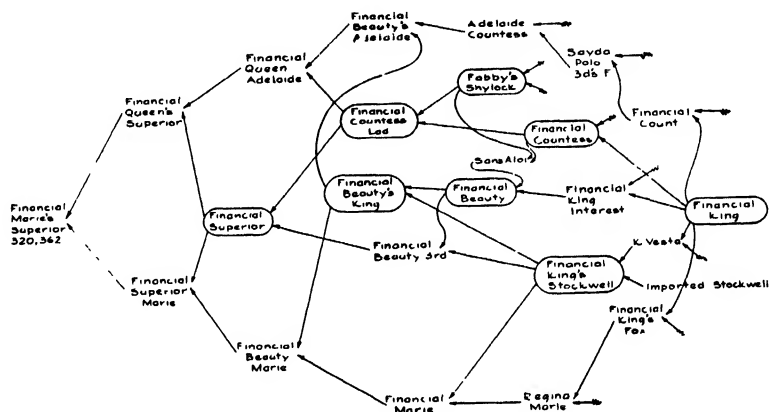 Financial
Beauty's
Adelaide
Adelaide
Countess
Sayda
Polo
3d's F
Financial
Queen
Adelaide
Fabby's
Shylock
Financial
Queen's
Superior
Financial
Countess
Lad
Financial
Countess
Financial
Count
Sans Aloi
Financial
Beauty's
King
Financial
Beauty
Financial
King
Interest
Financial
King
Financial
Marie's
Superior
320,362
Financial
Superior
Financial
Beauty 3rd
K Vesta
Financial
King's
Stockwell
Imported Stockwell
Financial
Superior
Marie
Financial
King's
Pax
Financial
Beauty
Marie
Financial
Marie
Regina
Marie